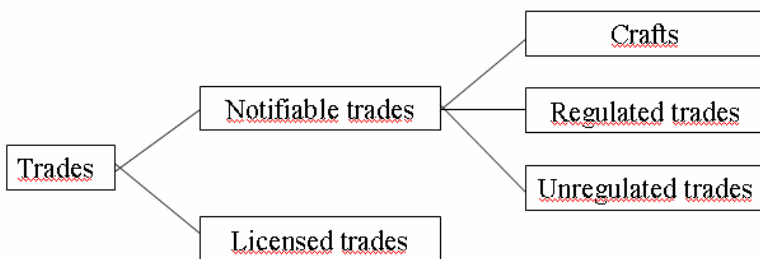 Crafts
Notifiable trades
Regulated trades
Trades
Unregulated trades
Licensed trades